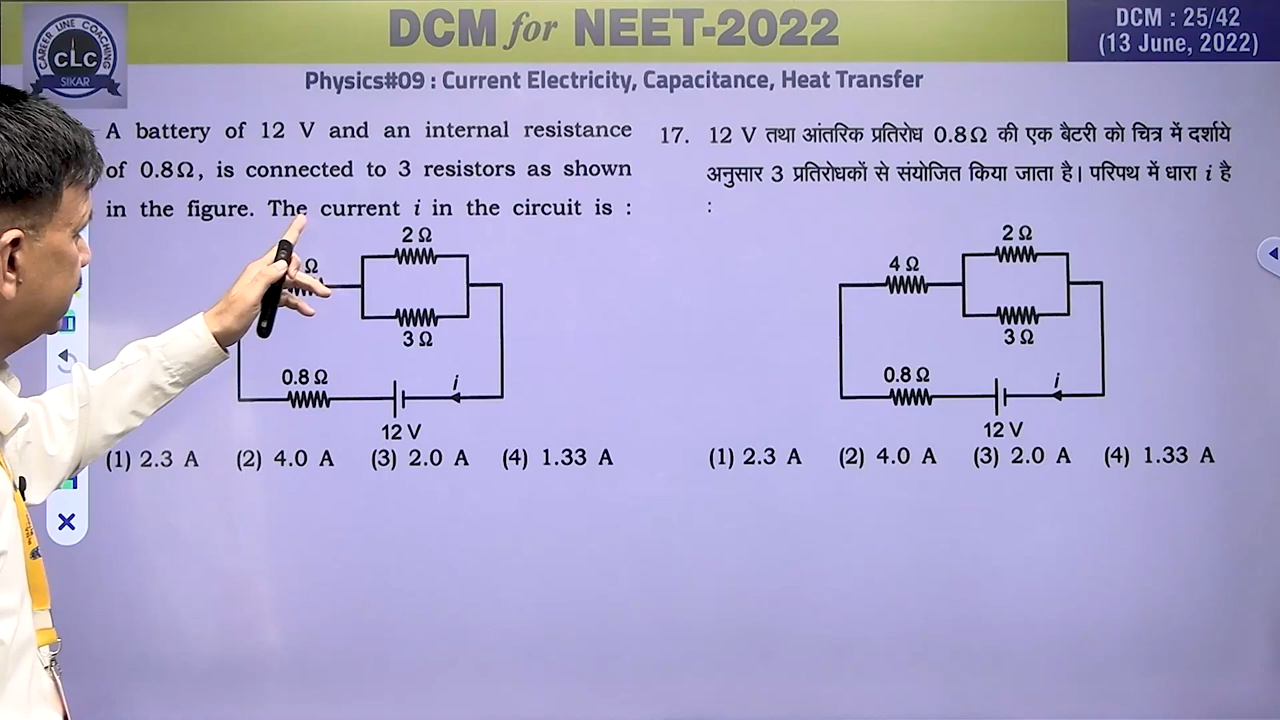 DCM for NEET-2022
DCM : 25/42
(13 June, 2022)
CAREER LINE COACHING
CLC
SIKAR
Physics#09 : Current Electricity, Capacitance, Heat Transfer
A battery of 12 V and an internal resistance
of 0.8Ω, is connected to 3 resistors as shown
in the figure. The current i in the circuit is :
2 Ω
Ω
3 Ω
0.8 Ω
i
12 V
(1) 2.3 A (2) 4.0 A (3) 2.0 A (4) 1.33 A
17. 12 V तथा आंतरिक प्रतिरोध 0.8Ω की एक बैटरी को चित्र में दर्शाये
अनुसार 3 प्रतिरोधकों से संयोजित किया जाता है। परिपथ में धारा i है
:
2 Ω
4 Ω
3 Ω
0.8 Ω
i
12 V
(1) 2.3 A (2) 4.0 A (3) 2.0 A (4) 1.33 A